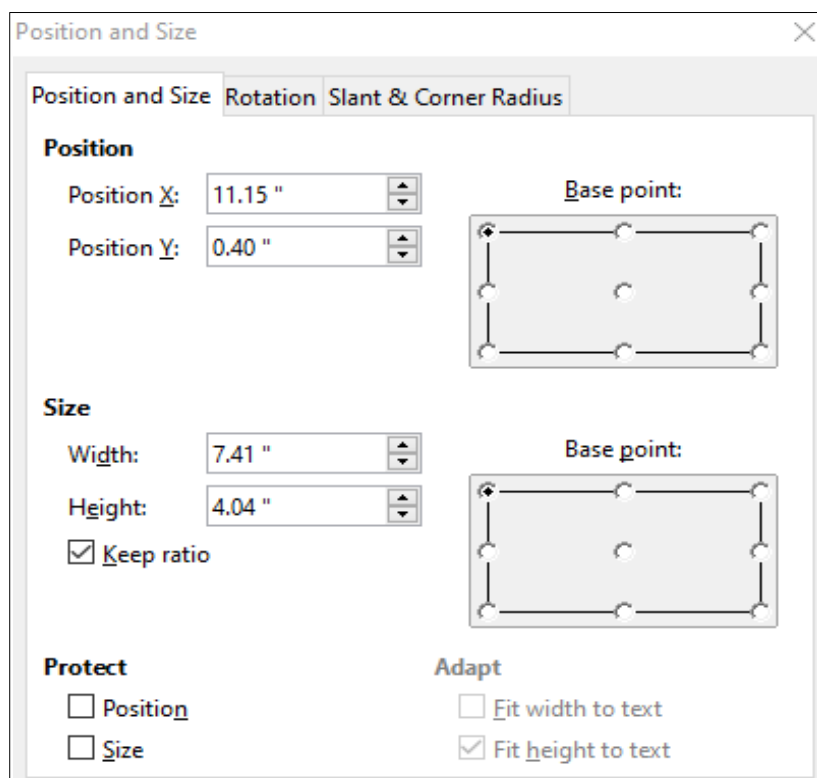 Position and Size
Position and Size Rotation Slant & Corner Radius
Position
Position X: 11.15 "
Base point:
Position Y: 0.40 "
Size
Width: 7.41 "
Base point:
Height: 4.04 "
Keep ratio
Protect
Adapt
Position
Fit width to text
Size
Fit height to text